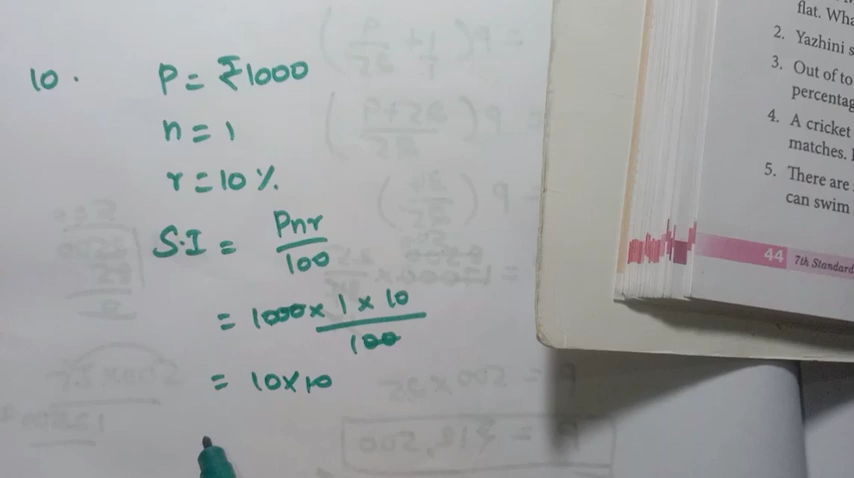 10.
P = ₹1000
n = 1
r = 10 %
S.I = Pnr / 100
= 1000 × 1 × 10 / 100
= 10×10
flat. Wha
2. Yazhini s
3. Out of to
percentag
4. A cricket
matches.
5. There are
can swim
44 7th Standard